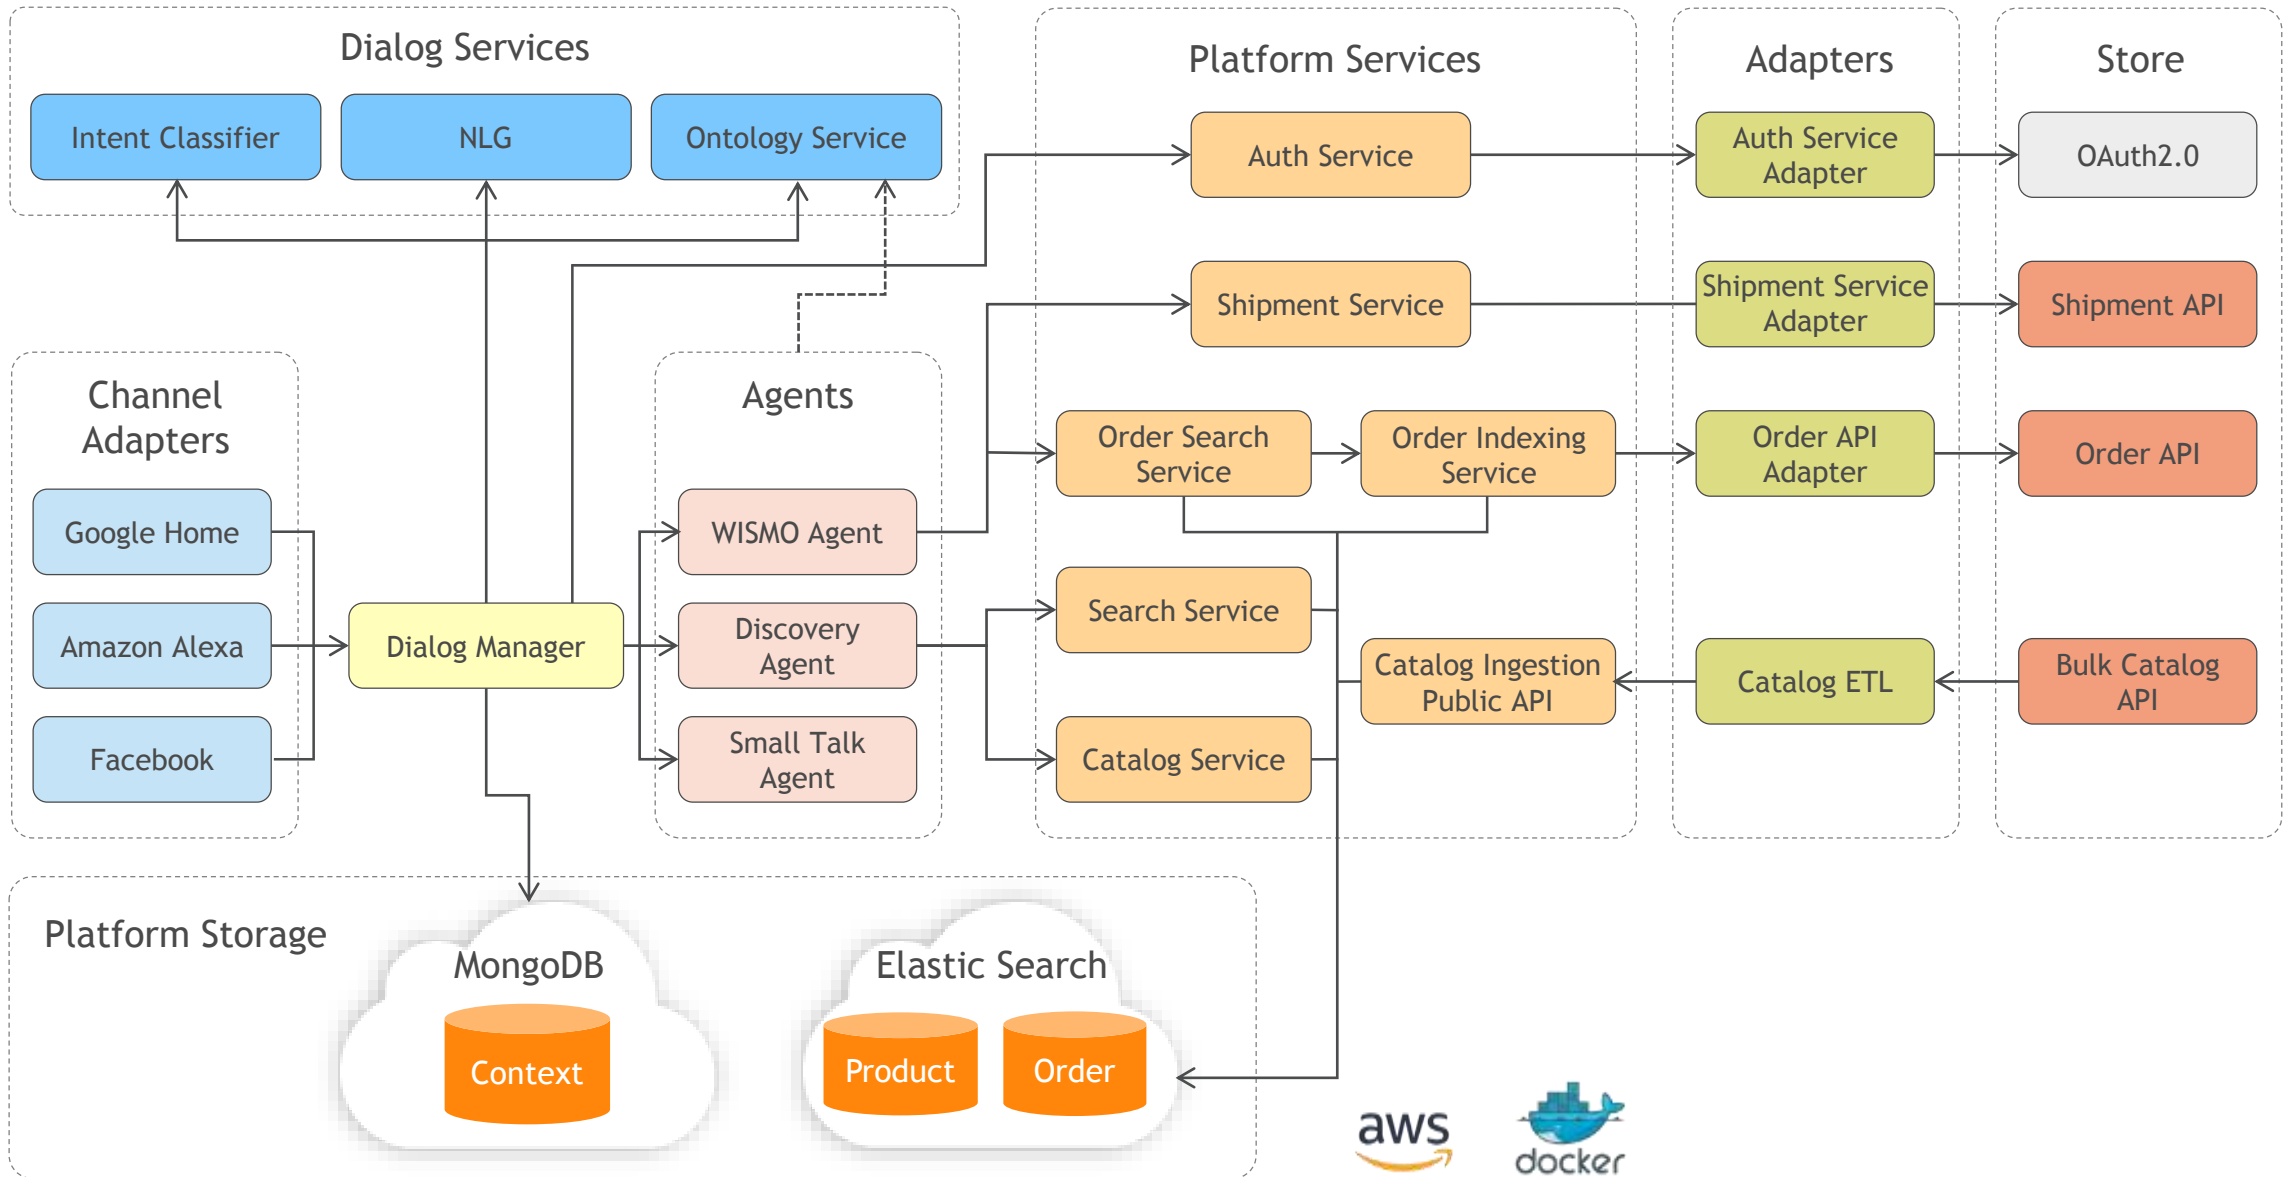 Dialog Services
Intent Classifier
NLG
Ontology Service
Channel
Adapters
Google Home
Amazon Alexa
Facebook
Dialog Manager
Agents
WISMO Agent
Discovery
Agent
Small Talk
Agent
Platform Services
Auth Service
Shipment Service
Order Search
Service
Order Indexing
Service
Search Service
Catalog Ingestion
Public API
Catalog Service
Adapters
Auth Service
Adapter
Shipment Service
Adapter
Order API
Adapter
Catalog ETL
Store
OAuth2.0
Shipment API
Order API
Bulk Catalog
API
Platform Storage
MongoDB
Context
Elastic Search
Product
Order
aws
docker